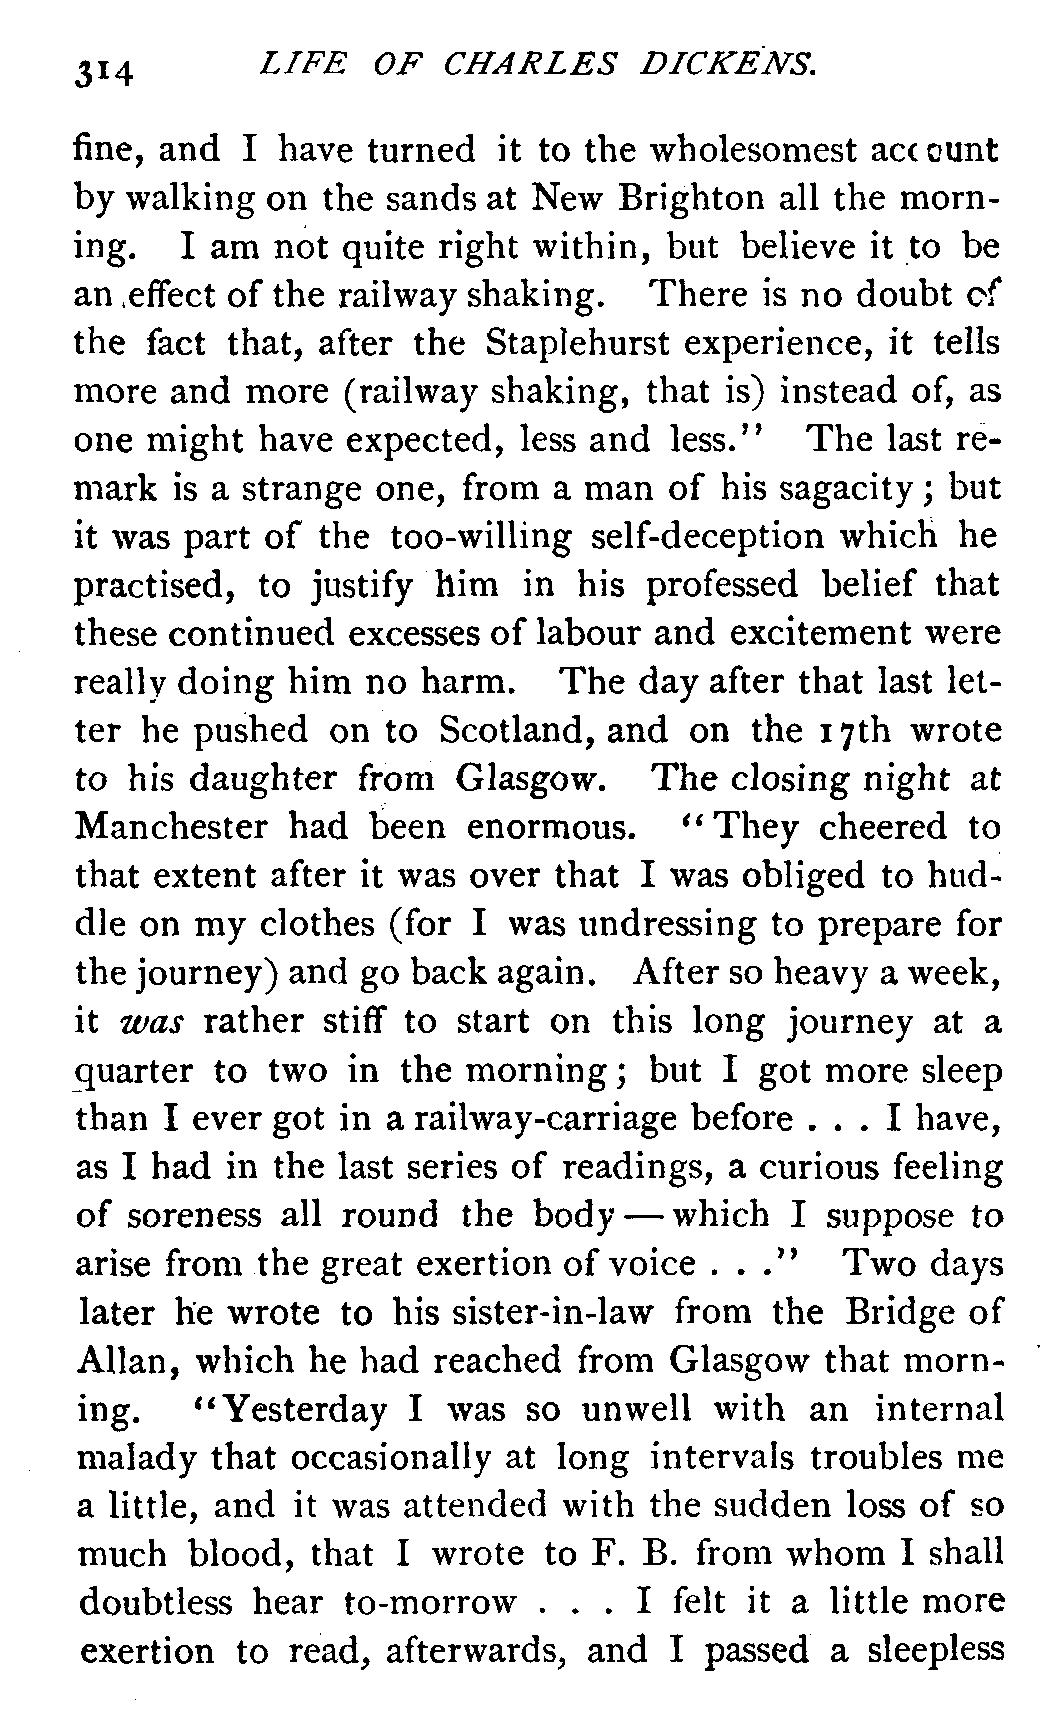 314 LIFE OF CHARLES DICKENS.
fine, and I have turned it to the wholesomest account
by walking on the sands at New Brighton all the morn-
ing. I am not quite right within, but believe it to be
an effect of the railway shaking. There is no doubt of
the fact that, after the Staplehurst experience, it tells
more and more (railway shaking, that is) instead of, as
one might have expected, less and less.'' The last re-
mark is a strange one, from a man of his sagacity; but
it was part of the too-willing self-deception which he
practised, to justify him in his professed belief that
these continued excesses of labour and excitement were
really doing him no harm. The day after that last let-
ter he pushed on to Scotland, and on the 17th wrote
to his daughter from Glasgow. The closing night at
Manchester had been enormous. "They cheered to
that extent after it was over that I was obliged to hud-
dle on my clothes (for I was undressing to prepare for
the journey) and go back again. After so heavy a week,
it was rather stiff to start on this long journey at a
quarter to two in the morning; but I got more sleep
than I ever got in a railway-carriage before . . . I have,
as I had in the last series of readings, a curious feeling
of soreness all round the body — which I suppose to
arise from the great exertion of voice . . ." Two days
later he wrote to his sister-in-law from the Bridge of
Allan, which he had reached from Glasgow that morn-
ing. "Yesterday I was so unwell with an internal
malady that occasionally at long intervals troubles me
a little, and it was attended with the sudden loss of so
much blood, that I wrote to F. B. from whom I shall
doubtless hear to-morrow . . . I felt it a little more
exertion to read, afterwards, and I passed a sleepless